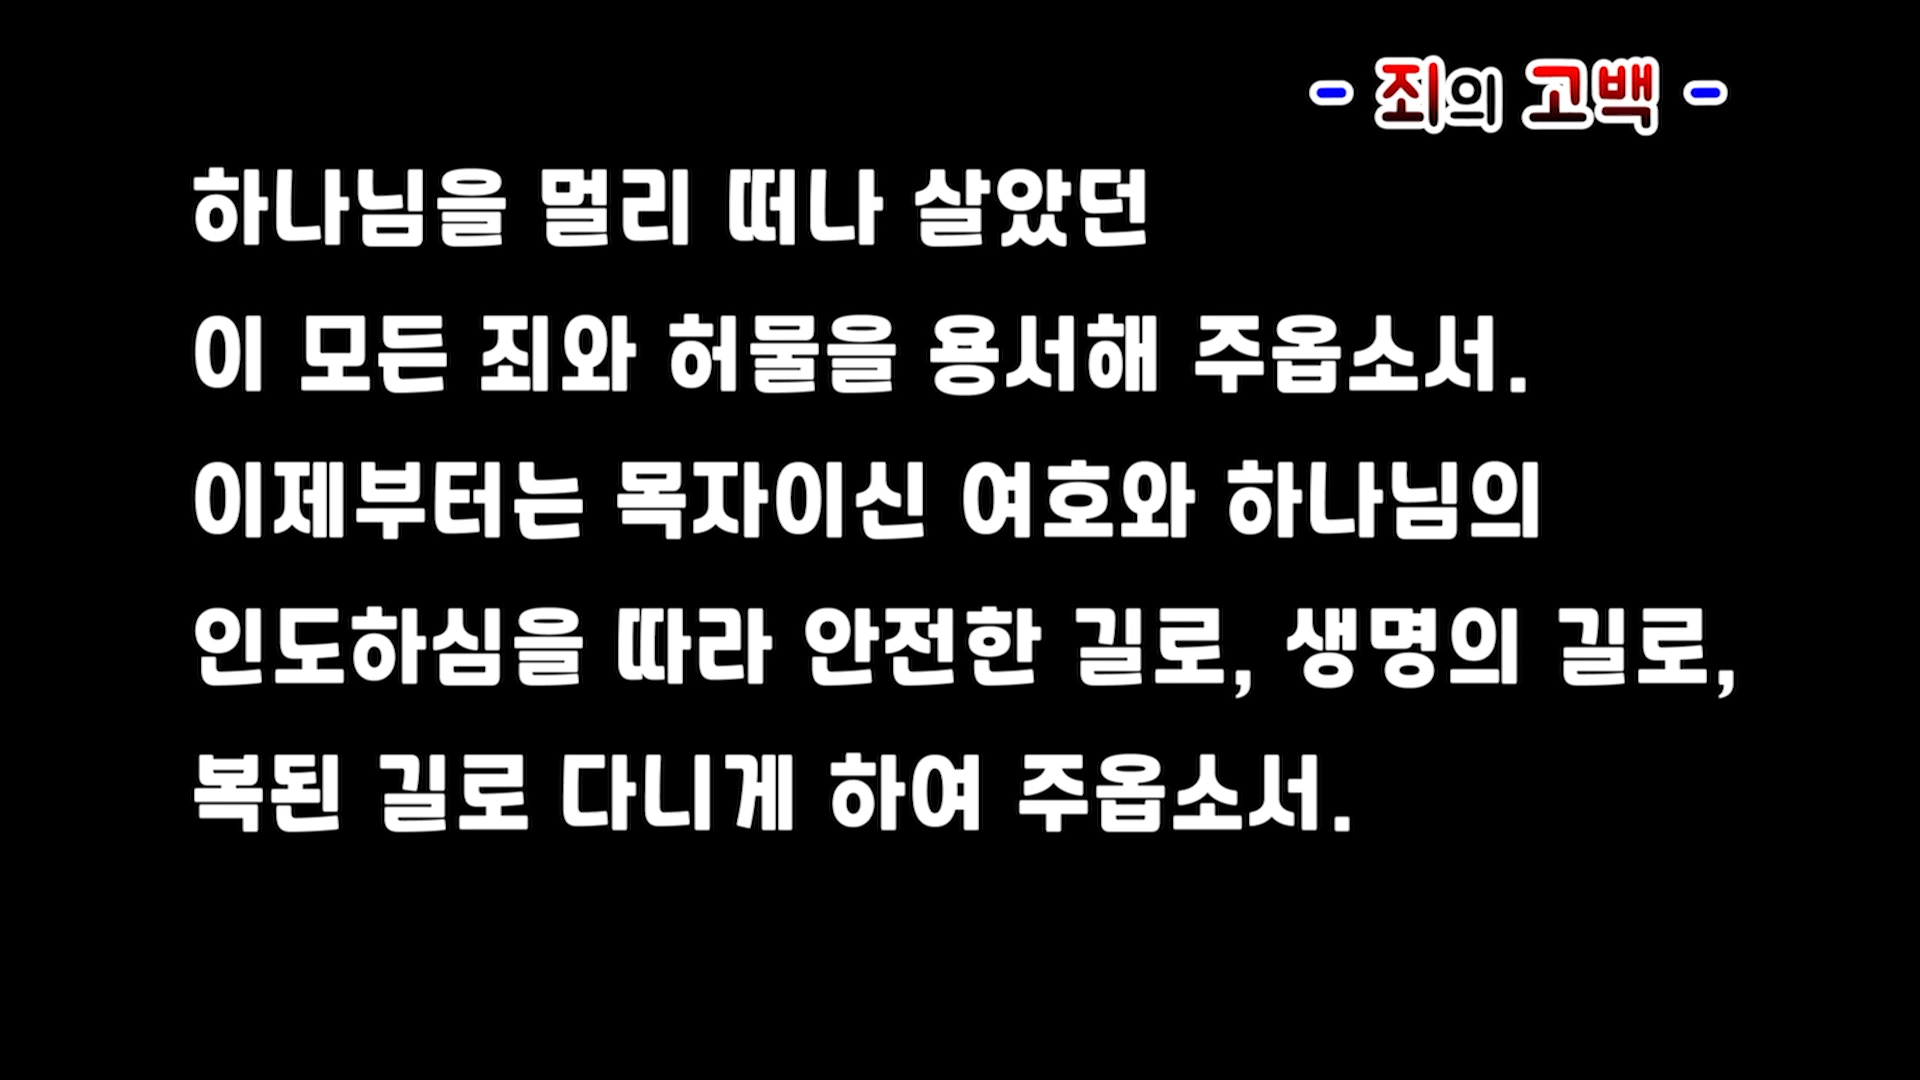 - 죄의 고백 -
하나님을 멀리 떠나 살았던
이 모든 죄와 허물을 용서해 주옵소서.
이제부터는 목자이신 여호와 하나님의
인도하심을 따라 안전한 길로, 생명의 길로,
복된 길로 다니게 하여 주옵소서.